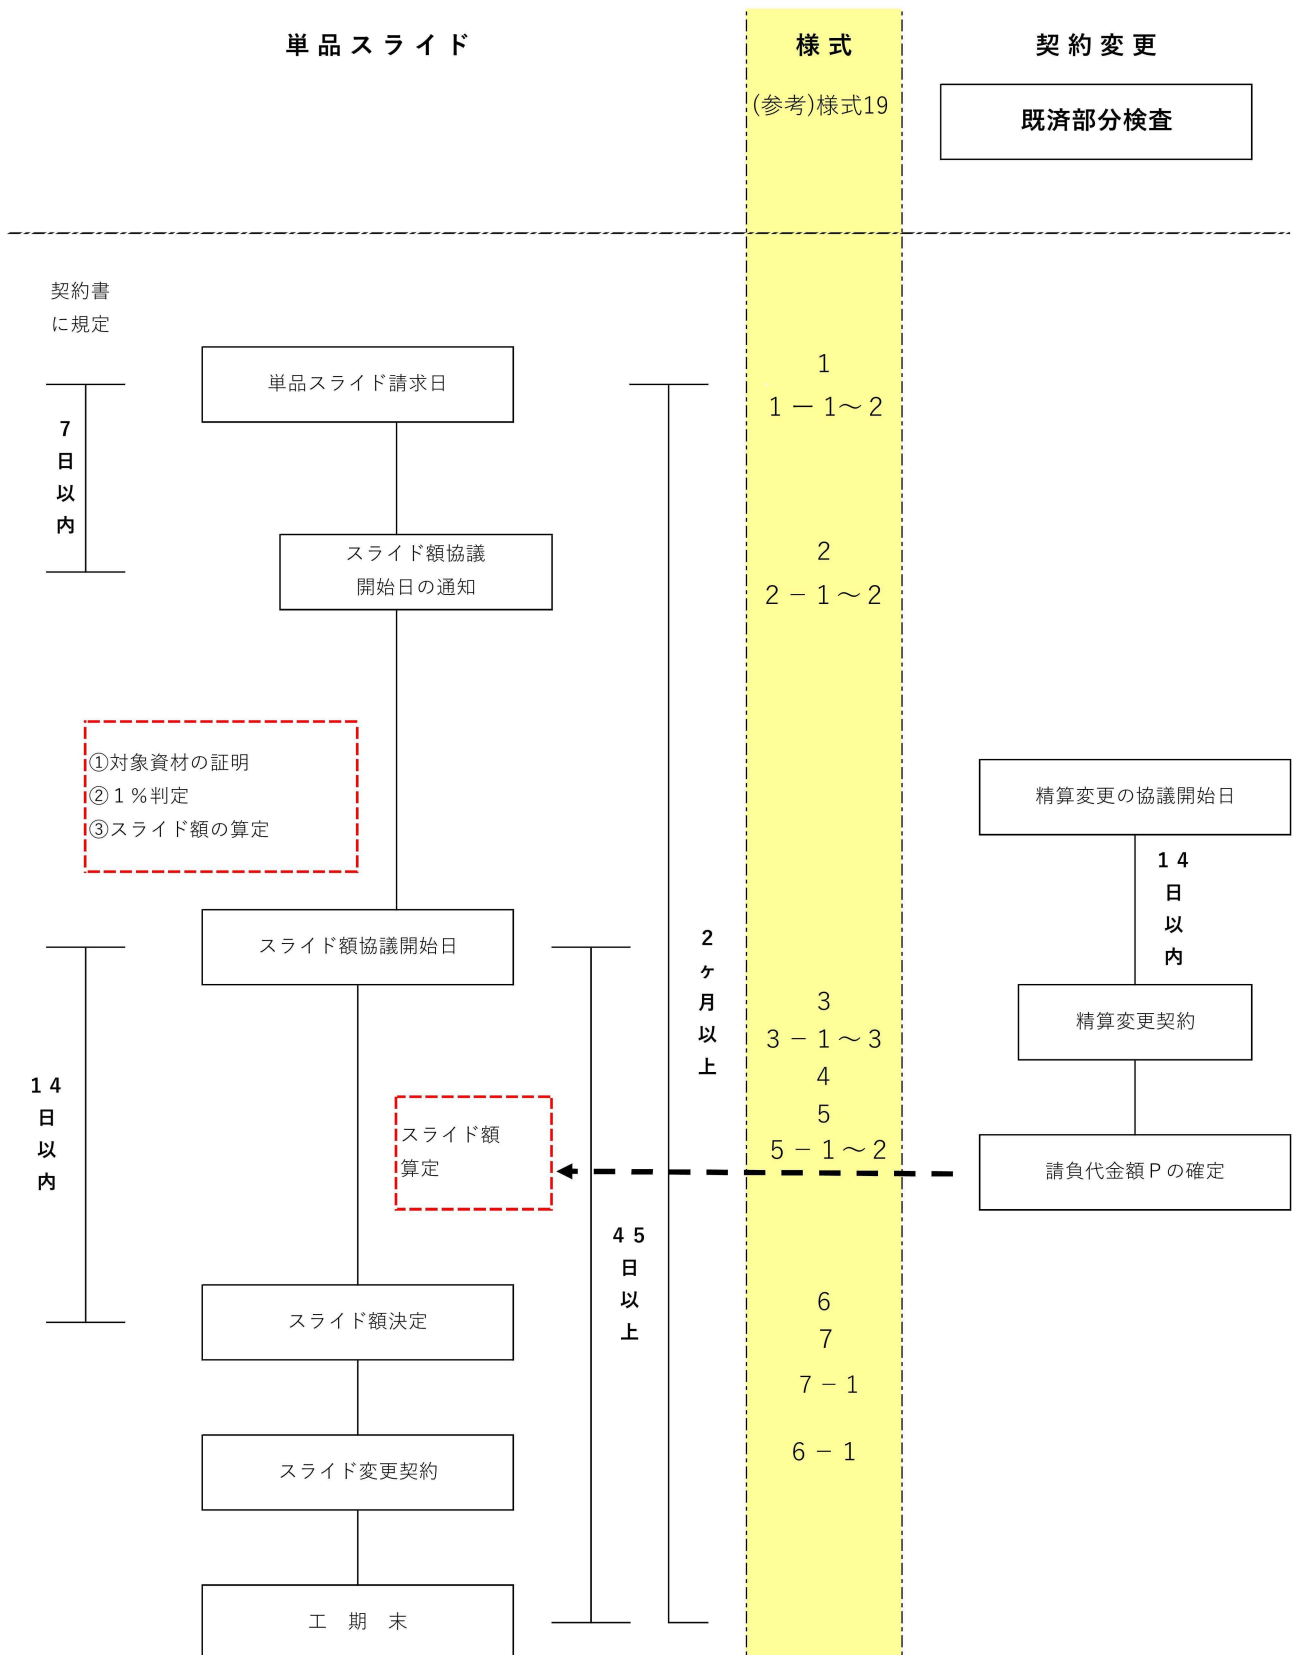 単品スライド
様式
契約変更
(参考)様式19
既済部分検査
契約書
に規定
単品スライド請求日
1
1－1～2
7日以内
スライド額協議
開始日の通知
2
2－1～2
①対象資材の証明
②1％判定
③スライド額の算定
精算変更の協議開始日
14日以内
スライド額協議開始日
2ヶ月以上
3
3－1～3
4
5
5－1～2
精算変更契約
14日以内
スライド額
算定
請負代金額Pの確定
45日以上
スライド額決定
6
7
7－1
スライド変更契約
6－1
工期末